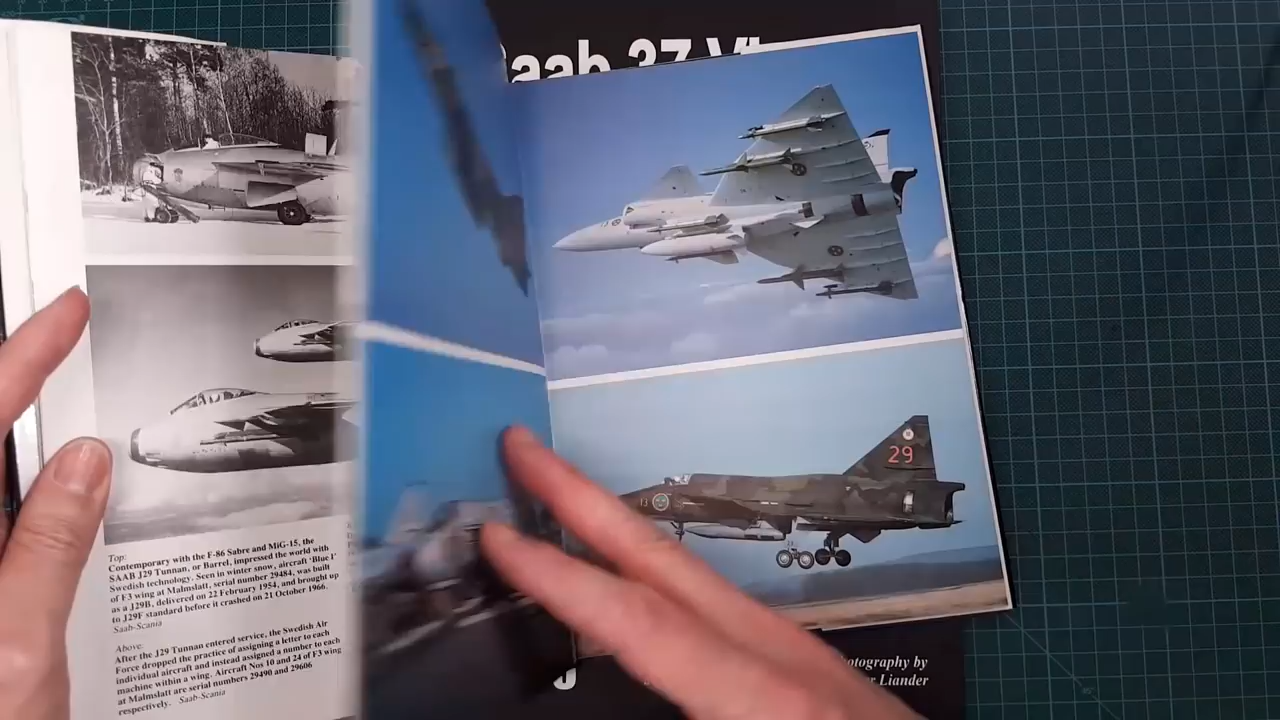 Top:
Contemporary with the F-86 Sabre and MiG-15, the
SAAB J29 Tunnan, or Barrel, impressed the world with
Swedish technology. Seen in winter snow, aircraft 'Blue I'
of F3 wing at Malmslatt, serial number 29484, was built
as a J29B, delivered on 22 February 1954, and brought up
to J29F standard before it crashed on 21 October 1966.
Saab-Scania
Above:
After the J29 Tunnan entered service, the Swedish Air
Force dropped the practice of assigning a letter to each
individual aircraft and instead assigned a number to each
machine within a wing. Aircraft Nos 10 and 24 of F3 wing
at Malmslatt are serial numbers 29490 and 29606
respectively. Saab-Scania
Saab 37
29
13
otography by
Liander